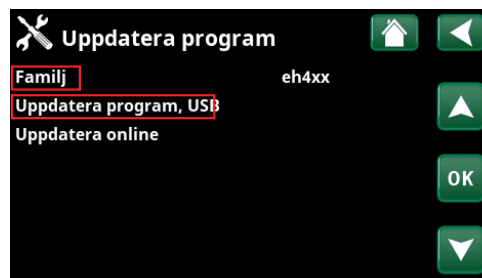 Uppdatera program
Familj eh4xx
Uppdatera program, USB
Uppdatera online
OK